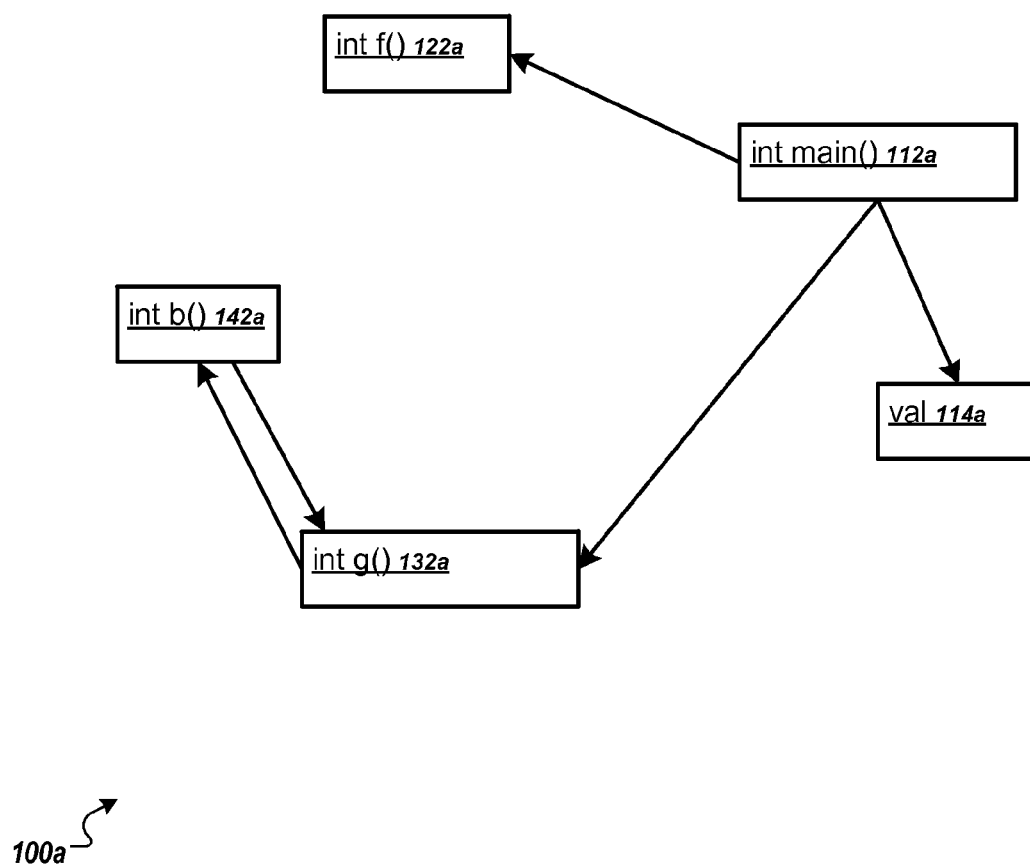 int f() 122a
int main() 112a
int b() 142a
val 114a
int g() 132a
100a